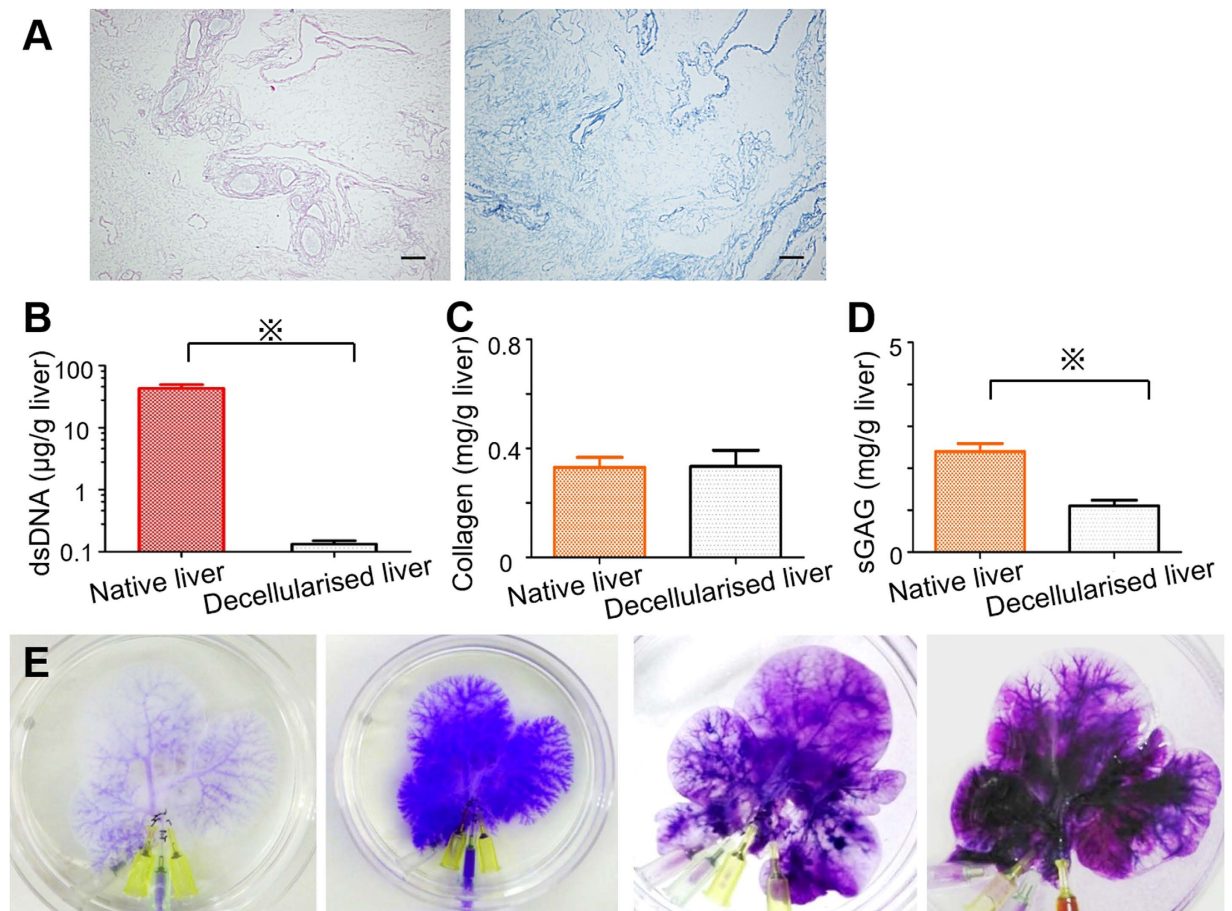 A
B
※
dsDNA (µg/g liver)
100
10
1
0.1
Native liver
Decellularised liver
C
Collagen (mg/g liver)
0.8
0.4
0
Native liver
Decellularised liver
D
※
sGAG (mg/g liver)
5
0
Native liver
Decellularised liver
E